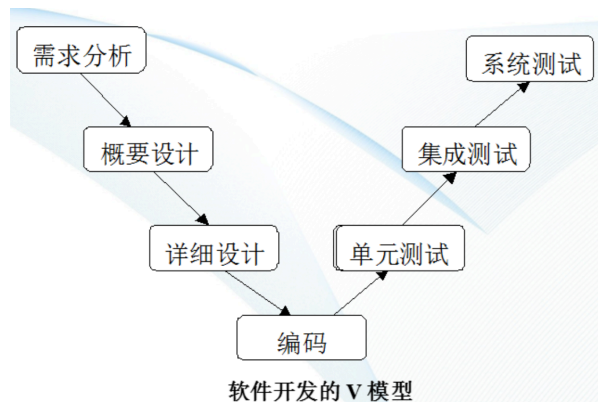 需求分析
系统测试
概要设计
集成测试
详细设计
单元测试
编码
软件开发的 V 模型